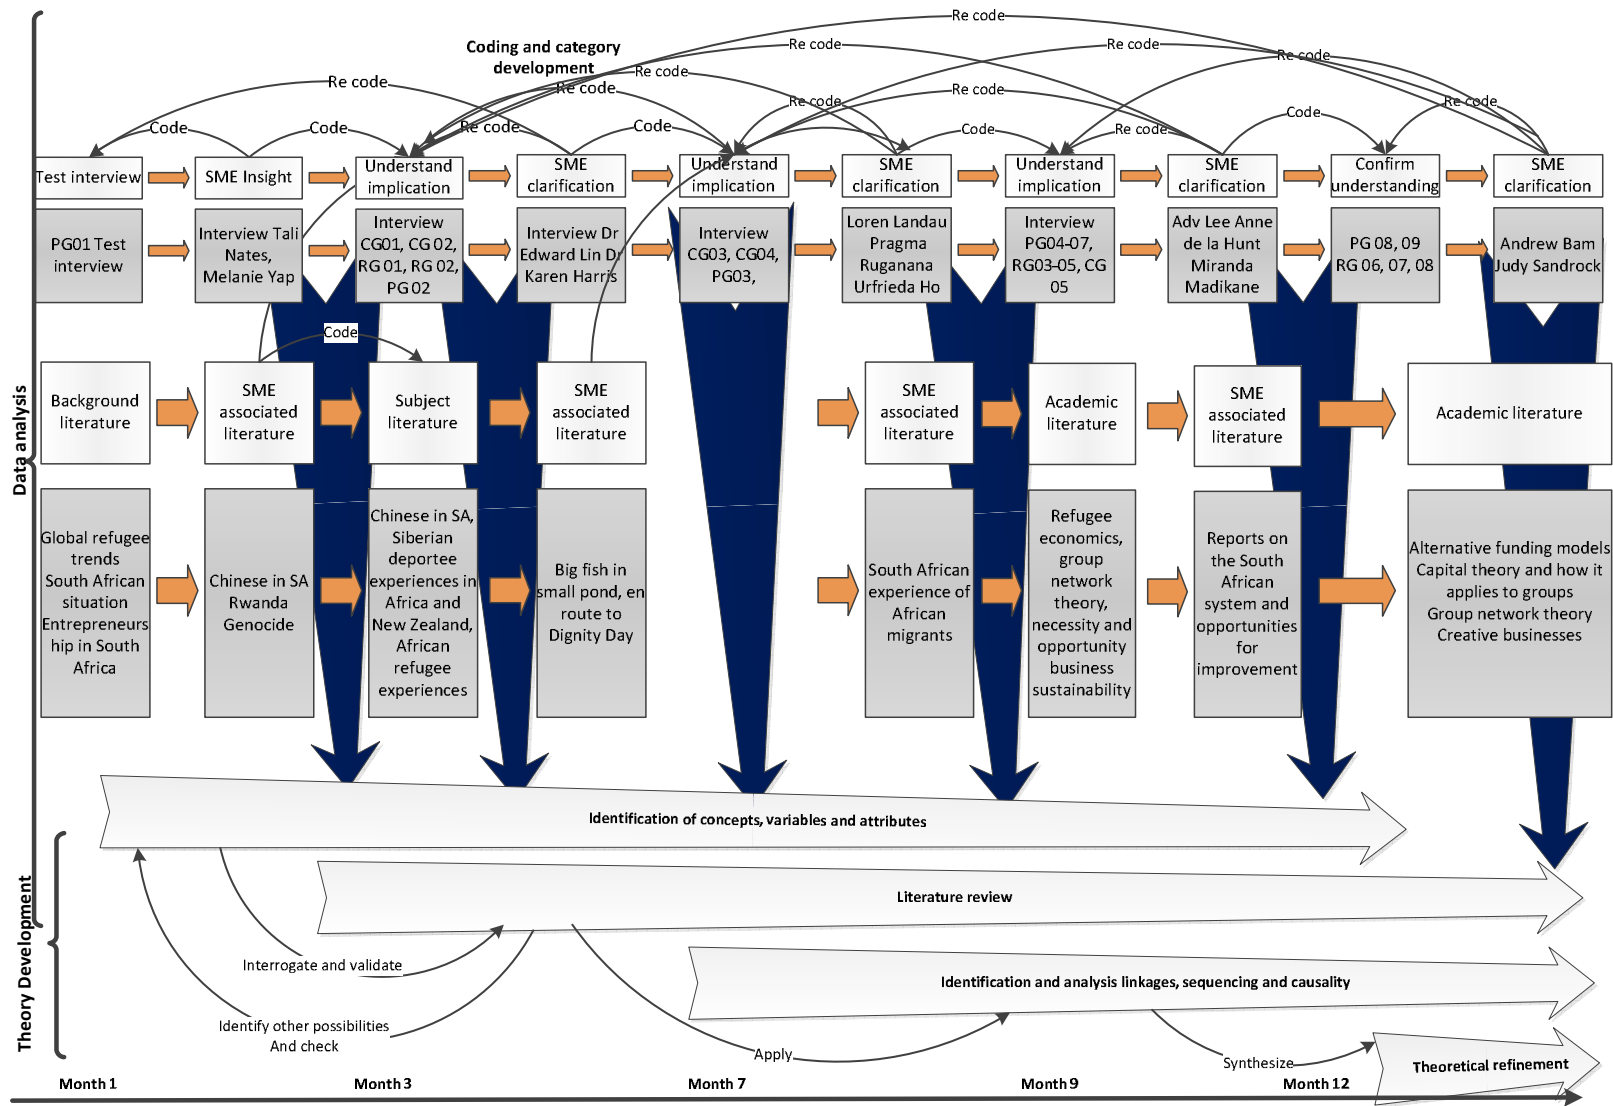 Re code
Coding and category
development
Re code
Re code
Re code
Re code
Re code
Re code
Re code
Re code
Re code
Re code
Code
Code
Re code
Code
Code
Re code
Code
Test interview
SME Insight
Understand
implication
SME
clarification
Understand
implication
SME
clarification
Understand
implication
SME
clarification
Confirm
understanding
SME
clarification
PG01 Test
interview
Interview Tali
Nates,
Melanie Yap
Interview
CG01, CG 02,
RG 01, RG 02,
PG 02
Interview Dr
Edward Lin Dr
Karen Harris
Interview
CG03, CG04,
PG03,
Loren Landau
Pragma
Ruganana
Urfrieda Ho
Interview
PG04-07,
RG03-05, CG
05
Adv Lee Anne
de la Hunt
Miranda
Madikane
PG 08, 09
RG 06, 07, 08
Andrew Bam
Judy Sandrock
Code
Data analysis
Background
literature
SME
associated
literature
Subject
literature
SME
associated
literature
SME
associated
literature
Academic
literature
SME
associated
literature
Academic literature
Global refugee
trends
South African
situation
Entrepreneurs
hip in South
Africa
Chinese in SA
Rwanda
Genocide
Chinese in SA,
Siberian
deportee
experiences in
Africa and
New Zealand,
African
refugee
experiences
Big fish in
small pond, en
route to
Dignity Day
South African
experience of
African
migrants
Refugee
economics,
group
network
theory,
necessity and
opportunity
business
sustainability
Reports on
the South
African
system and
opportunities
for
improvement
Alternative funding models
Capital theory and how it
applies to groups
Group network theory
Creative businesses
Identification of concepts, variables and attributes
Theory Development
Literature review
Interrogate and validate
Identification and analysis linkages, sequencing and causality
Identify other possibilities
And check
Apply
Synthesize
Theoretical refinement
Month 1
Month 3
Month 7
Month 9
Month 12